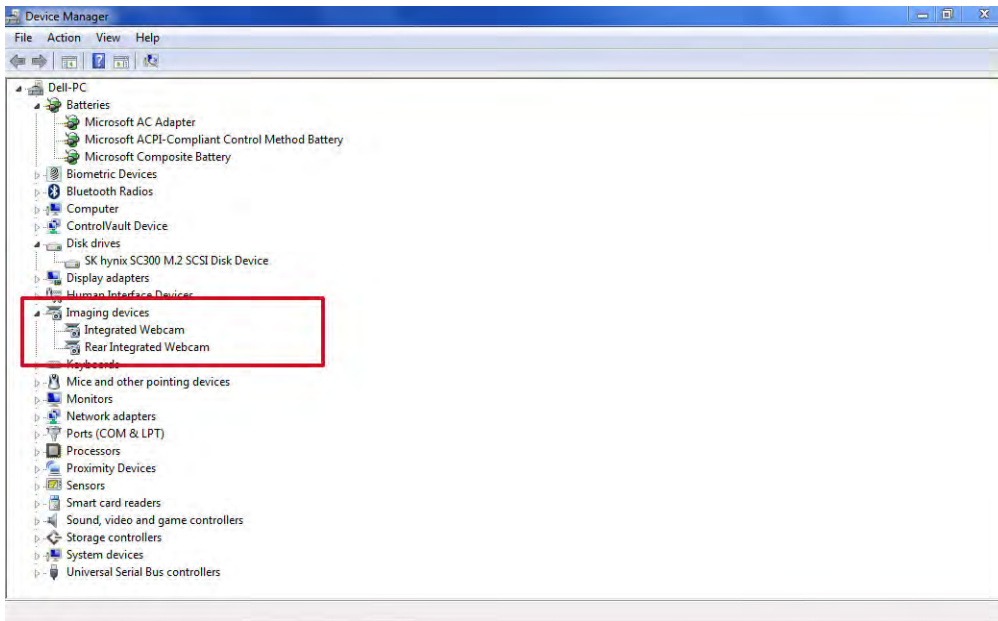 Device Manager
File Action View Help
Dell-PC
Batteries
Microsoft AC Adapter
Microsoft ACPI-Compliant Control Method Battery
Microsoft Composite Battery
Biometric Devices
Bluetooth Radios
Computer
ControlVault Device
Disk drives
SK hynix SC300 M.2 SCSI Disk Device
Display adapters
Human Interface Devices
Imaging devices
Integrated Webcam
Rear Integrated Webcam
Keyboards
Mice and other pointing devices
Monitors
Network adapters
Ports (COM & LPT)
Processors
Proximity Devices
Sensors
Smart card readers
Sound, video and game controllers
Storage controllers
System devices
Universal Serial Bus controllers